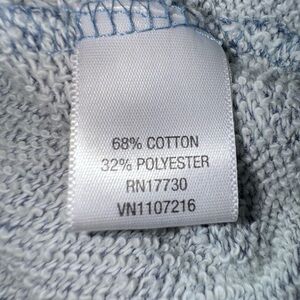 68% COTTON
32% POLYESTER
RN17730
VN1107216